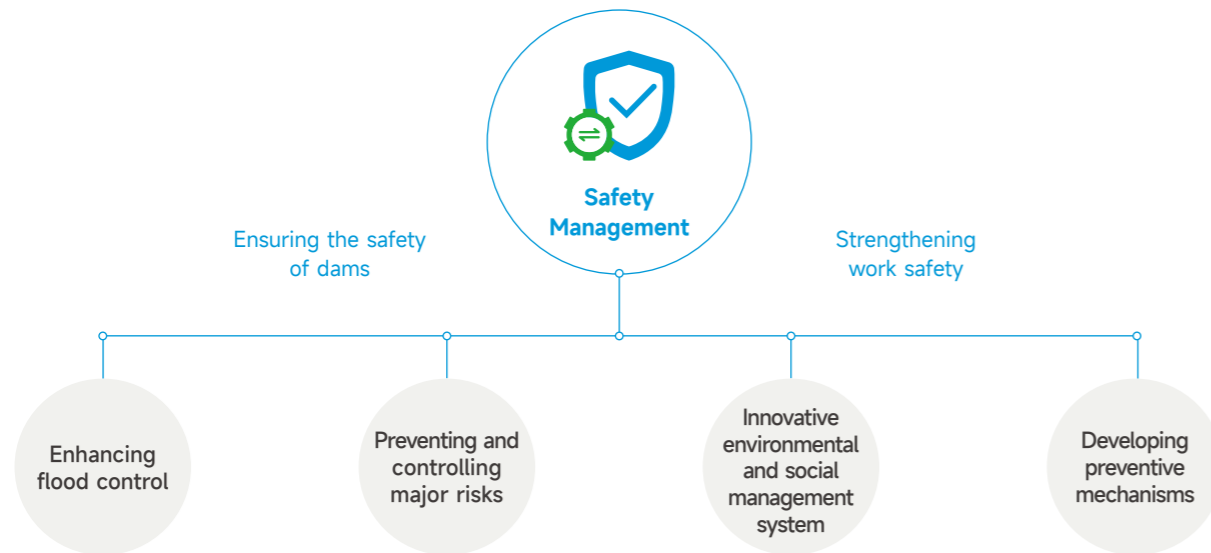 Safety
Management
Ensuring the safety
of dams
Strengthening
work safety
Enhancing
flood control
Preventing and
controlling
major risks
Innovative
environmental
and social
management
system
Developing
preventive
mechanisms